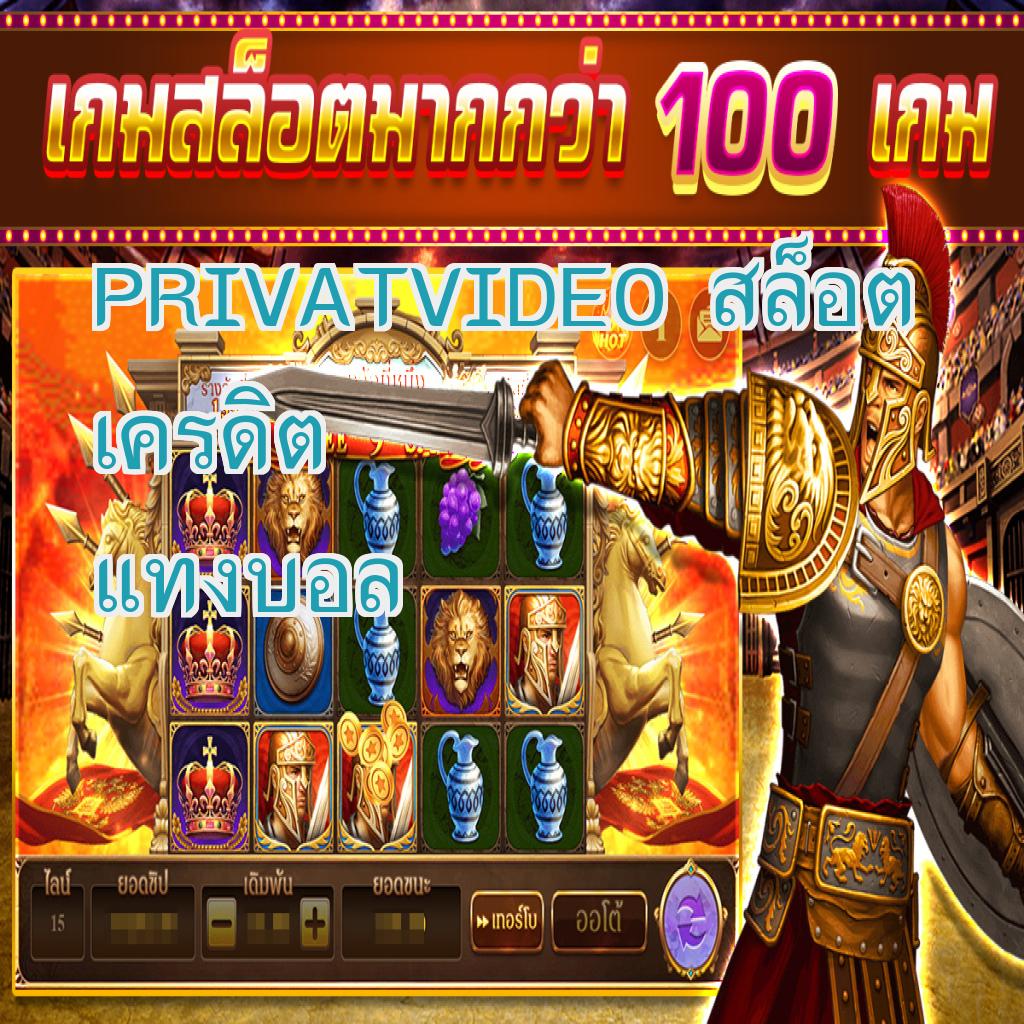 เกมสล็อตมากกว่า 100 เกม
PRIVATVIDEO สล็อต
HOT
เครดิต
แทงบอล
ไลน์ ยอดชิป เดิมพัน ยอดชนะ
15 เทอร์โบ ออโต้